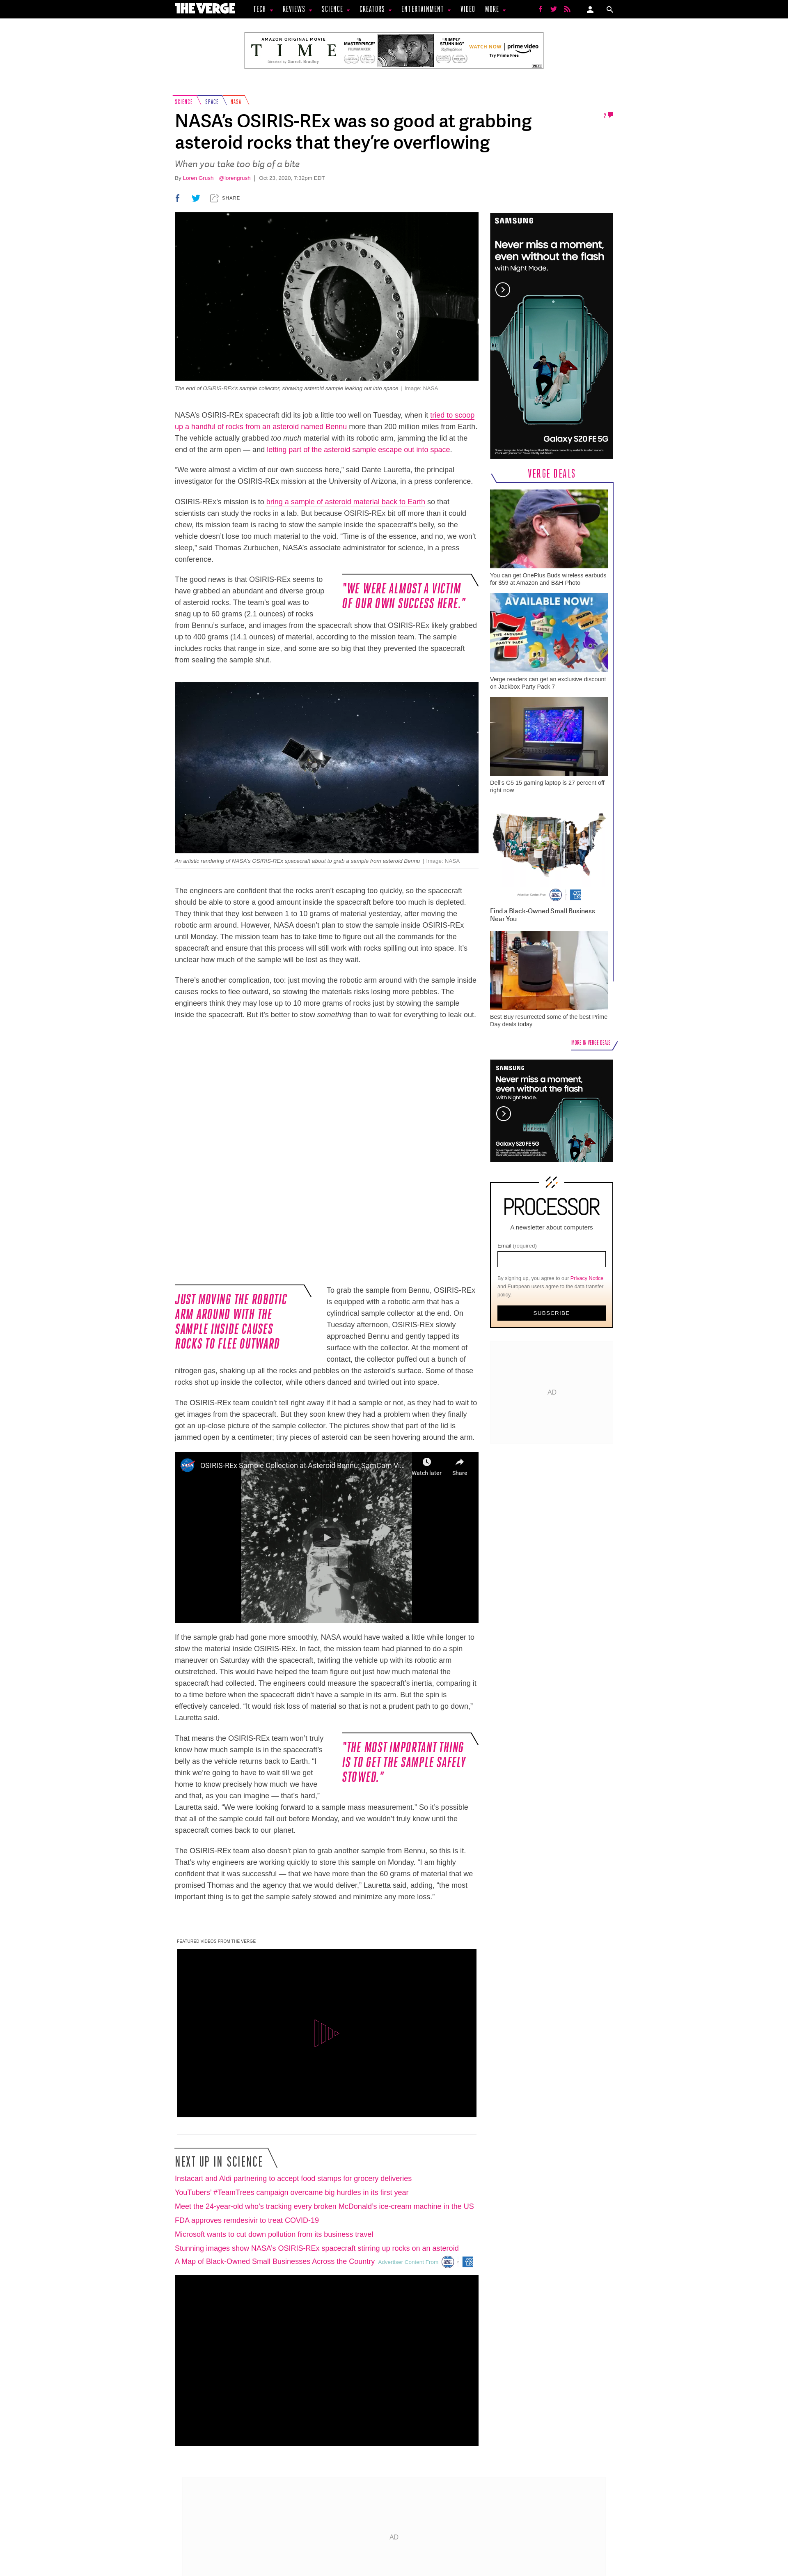 THE VERGE
TECH
REVIEWS
SCIENCE
CREATORS
ENTERTAINMENT
VIDEO
MORE
AMAZON ORIGINAL MOVIE
TIME
Directed by Garrett Bradley
"A MASTERPIECE"
FILMMAKER
"SIMPLY STUNNING"
WATCH NOW
prime video
Try Prime Free
SCIENCE
SPACE
NASA
NASA's OSIRIS-REx was so good at grabbing
asteroid rocks that they're overflowing
2
When you take too big of a bite
By Loren Grush | @lorengrush | Oct 23, 2020, 7:32pm EDT
SHARE
The end of OSIRIS-REx's sample collector, showing asteroid sample leaking out into space | Image: NASA
NASA's OSIRIS-REx spacecraft did its job a little too well on Tuesday, when it tried to scoop
up a handful of rocks from an asteroid named Bennu more than 200 million miles from Earth.
The vehicle actually grabbed too much material with its robotic arm, jamming the lid at the
end of the arm open — and letting part of the asteroid sample escape out into space.
"We were almost a victim of our own success here," said Dante Lauretta, the principal
investigator for the OSIRIS-REx mission at the University of Arizona, in a press conference.
OSIRIS-REx's mission is to bring a sample of asteroid material back to Earth so that
scientists can study the rocks in a lab. But because OSIRIS-REx bit off more than it could
chew, its mission team is racing to stow the sample inside the spacecraft's belly, so the
vehicle doesn't lose too much material to the void. "Time is of the essence, and no, we won't
sleep," said Thomas Zurbuchen, NASA's associate administrator for science, in a press
conference.
The good news is that OSIRIS-REx seems to
have grabbed an abundant and diverse group
of asteroid rocks. The team's goal was to
snag up to 60 grams (2.1 ounces) of rocks
from Bennu's surface, and images from the spacecraft show that OSIRIS-REx likely grabbed
up to 400 grams (14.1 ounces) of material, according to the mission team. The sample
includes rocks that range in size, and some are so big that they prevented the spacecraft
from sealing the sample shut.
"WE WERE ALMOST A VICTIM
OF OUR OWN SUCCESS HERE."
An artistic rendering of NASA's OSIRIS-REx spacecraft about to grab a sample from asteroid Bennu | Image: NASA
The engineers are confident that the rocks aren't escaping too quickly, so the spacecraft
should be able to store a good amount inside the spacecraft before too much is depleted.
They think that they lost between 1 to 10 grams of material yesterday, after moving the
robotic arm around. However, NASA doesn't plan to stow the sample inside OSIRIS-REx
until Monday. The mission team has to take time to figure out all the commands for the
spacecraft and ensure that this process will still work with rocks spilling out into space. It's
unclear how much of the sample will be lost as they wait.
There's another complication, too: just moving the robotic arm around with the sample inside
causes rocks to flee outward, so stowing the materials risks losing more pebbles. The
engineers think they may lose up to 10 more grams of rocks just by stowing the sample
inside the spacecraft. But it's better to stow something than to wait for everything to leak out.
JUST MOVING THE ROBOTIC
ARM AROUND WITH THE
SAMPLE INSIDE CAUSES
ROCKS TO FLEE OUTWARD
To grab the sample from Bennu, OSIRIS-REx
is equipped with a robotic arm that has a
cylindrical sample collector at the end. On
Tuesday afternoon, OSIRIS-REx slowly
approached Bennu and gently tapped its
surface with the collector. At the moment of
contact, the collector puffed out a bunch of
nitrogen gas, shaking up all the rocks and pebbles on the asteroid's surface. Some of those
rocks shot up inside the collector, while others danced and twirled out into space.
The OSIRIS-REx team couldn't tell right away if it had a sample or not, as they had to wait to
get images from the spacecraft. But they soon knew they had a problem when they finally
got an up-close picture of the sample collector. The pictures show that part of the lid is
jammed open by a centimeter; tiny pieces of asteroid can be seen hovering around the arm.
NASA
OSIRIS-REx Sample Collection at Asteroid Bennu: SamCam Vi...
Watch later
Share
If the sample grab had gone more smoothly, NASA would have waited a little while longer to
stow the material inside OSIRIS-REx. In fact, the mission team had planned to do a spin
maneuver on Saturday with the spacecraft, twirling the vehicle up with its robotic arm
outstretched. This would have helped the team figure out just how much material the
spacecraft had collected. The engineers could measure the spacecraft's inertia, comparing it
to a time before when the spacecraft didn't have a sample in its arm. But the spin is
effectively canceled. "It would risk loss of material so that is not a prudent path to go down,"
Lauretta said.
That means the OSIRIS-REx team won't truly
know how much sample is in the spacecraft's
belly as the vehicle returns back to Earth. "I
think we're going to have to wait till we get
home to know precisely how much we have
and that, as you can imagine — that's hard,"
Lauretta said. "We were looking forward to a sample mass measurement." So it's possible
that all of the sample could fall out before Monday, and we wouldn't truly know until the
spacecraft comes back to our planet.
"THE MOST IMPORTANT THING
IS TO GET THE SAMPLE SAFELY
STOWED."
The OSIRIS-REx team also doesn't plan to grab another sample from Bennu, so this is it.
That's why engineers are working quickly to store this sample on Monday. "I am highly
confident that it was successful — that we have more than the 60 grams of material that we
promised Thomas and the agency that we would deliver," Lauretta said, adding, "the most
important thing is to get the sample safely stowed and minimize any more loss."
FEATURED VIDEOS FROM THE VERGE
NEXT UP IN SCIENCE
Instacart and Aldi partnering to accept food stamps for grocery deliveries
YouTubers' #TeamTrees campaign overcame big hurdles in its first year
Meet the 24-year-old who's tracking every broken McDonald's ice-cream machine in the US
FDA approves remdesivir to treat COVID-19
Microsoft wants to cut down pollution from its business travel
Stunning images show NASA's OSIRIS-REx spacecraft stirring up rocks on an asteroid
A Map of Black-Owned Small Businesses Across the Country Advertiser Content From
SAMSUNG
Never miss a moment,
even without the flash
with Night Mode.
Galaxy S20 FE 5G
VERGE DEALS
You can get OnePlus Buds wireless earbuds
for $59 at Amazon and B&H Photo
AVAILABLE NOW!
THE JACKBOX
PARTY PACK
7
Verge readers can get an exclusive discount
on Jackbox Party Pack 7
Dell's G5 15 gaming laptop is 27 percent off
right now
Find a Black-Owned Small Business
Near You
Best Buy resurrected some of the best Prime
Day deals today
MORE IN VERGE DEALS
SAMSUNG
Never miss a moment,
even without the flash
with Night Mode.
Galaxy S20 FE 5G
PROCESSOR
A newsletter about computers
Email (required)
By signing up, you agree to our Privacy Notice
and European users agree to the data transfer
policy.
SUBSCRIBE
AD
AD